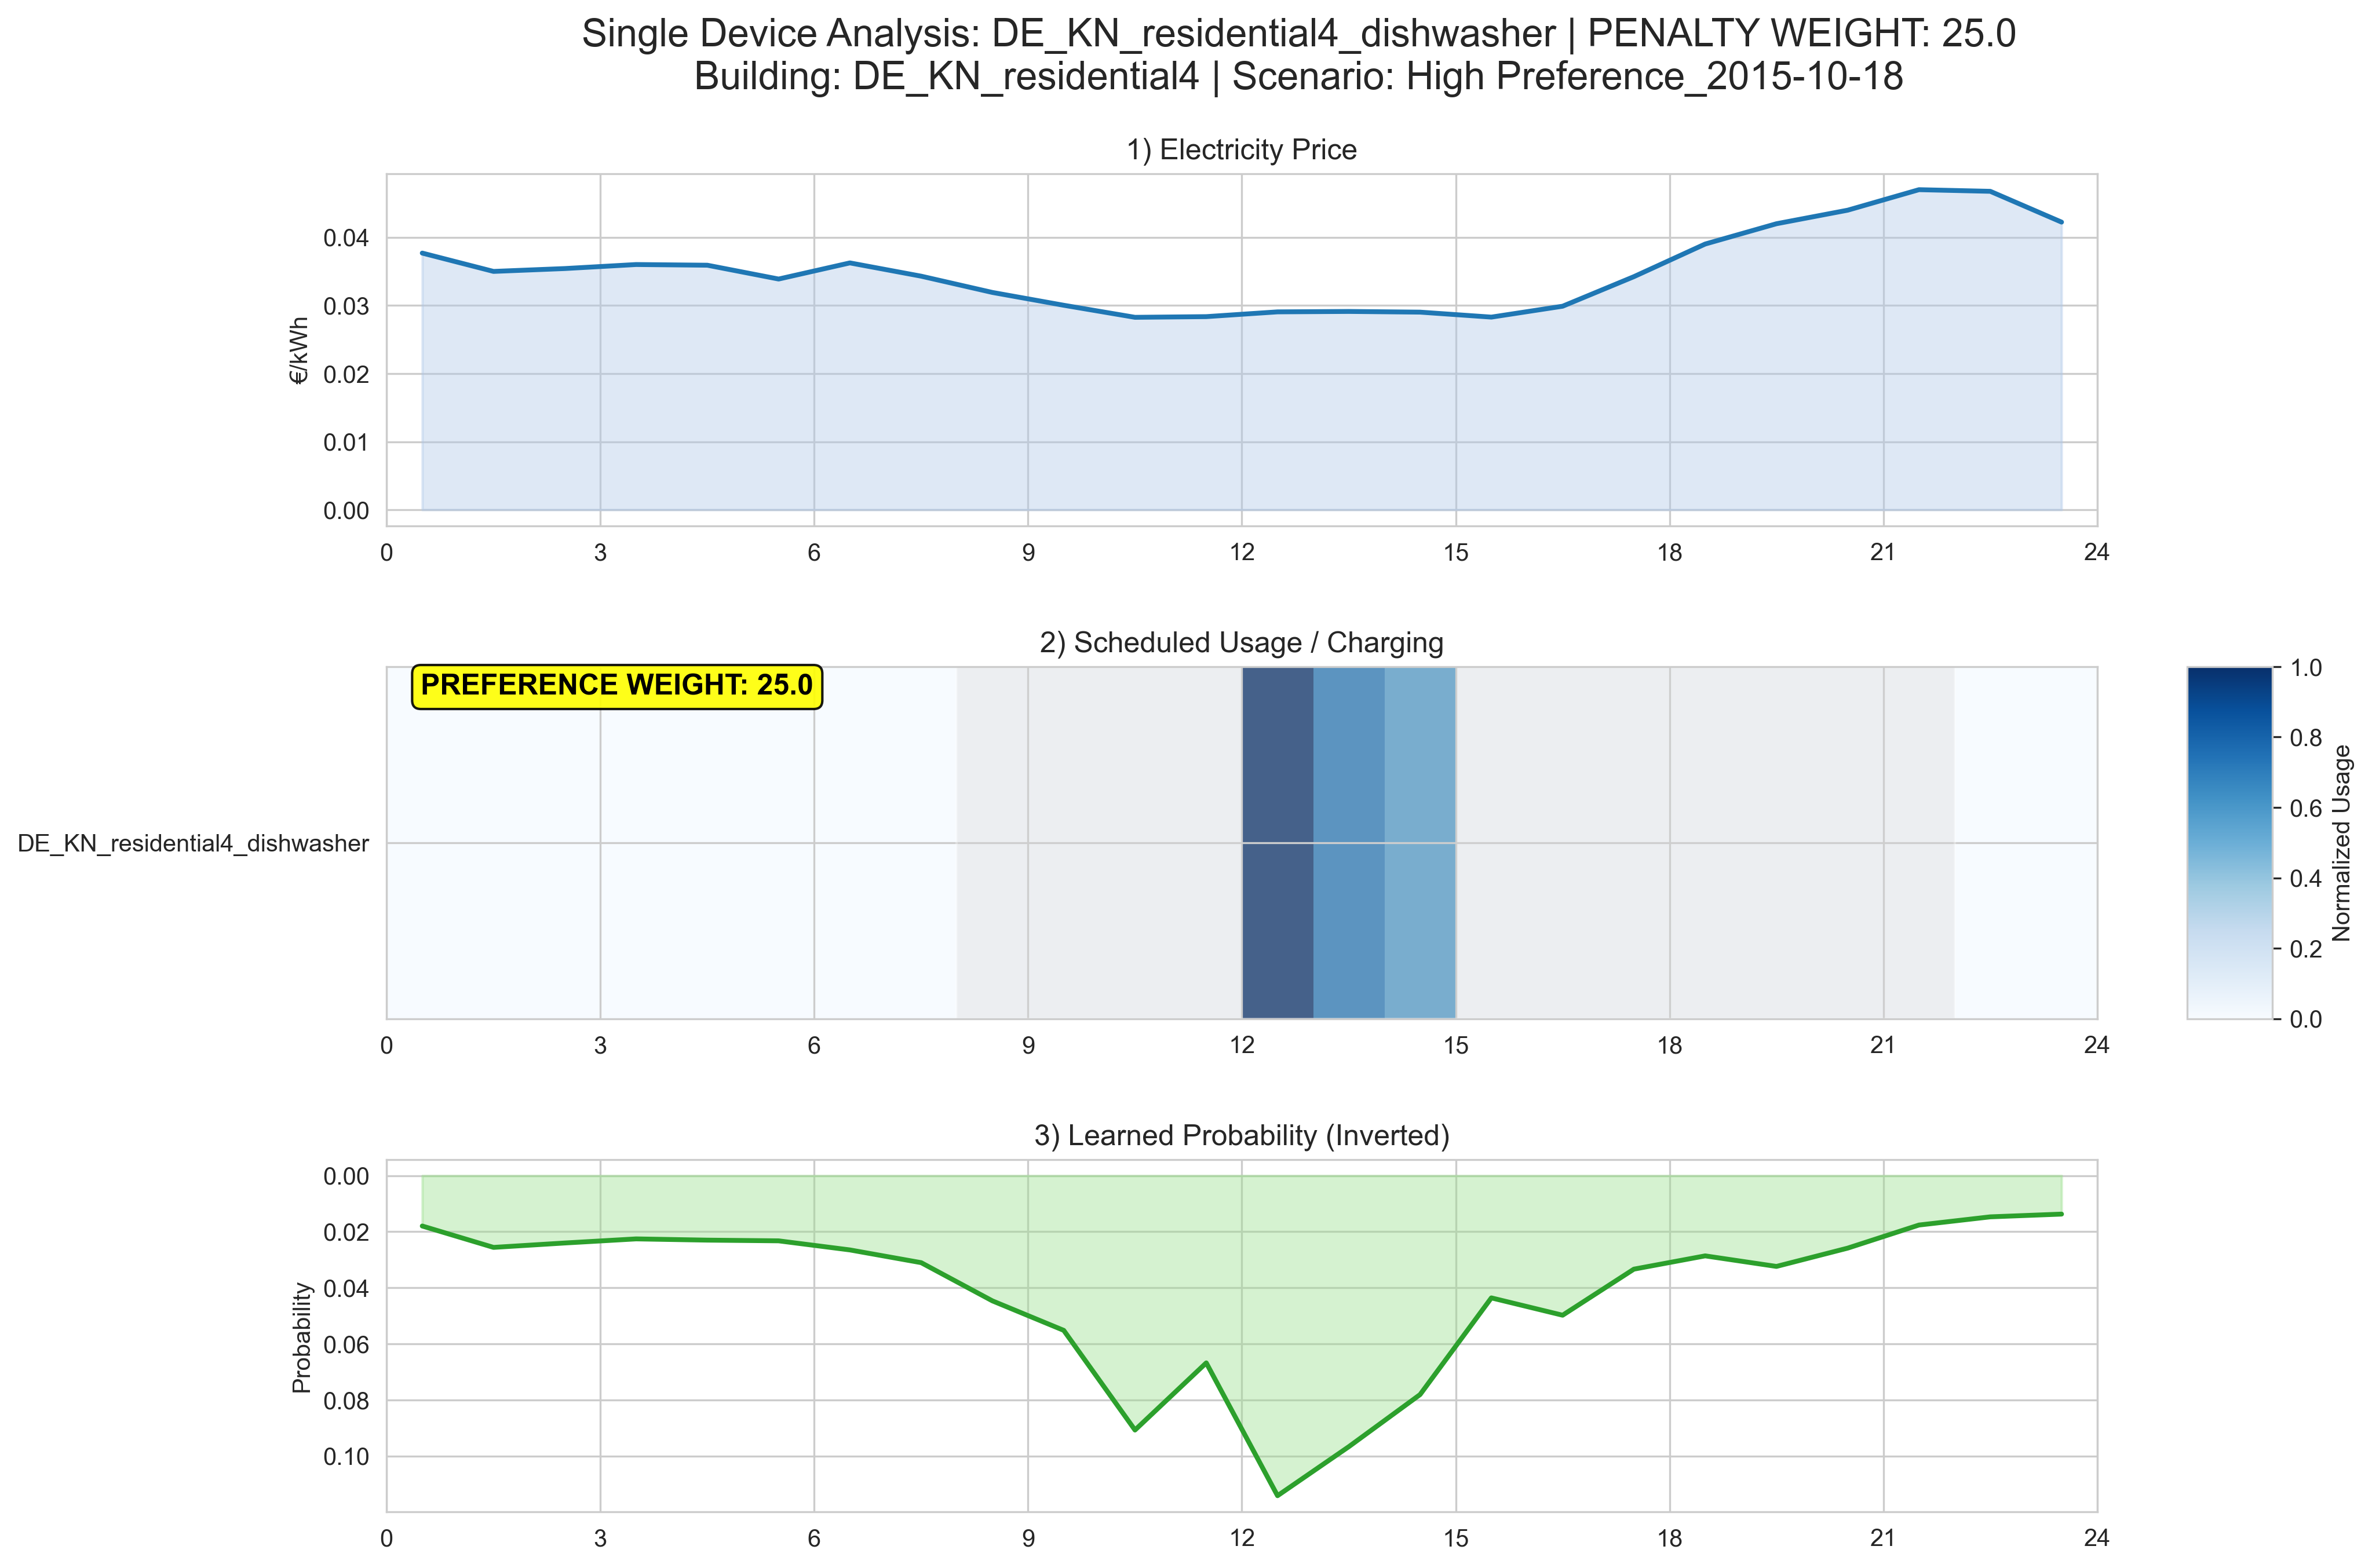 Single Device Analysis: DE_KN_residential4_dishwasher | PENALTY WEIGHT: 25.0
Building: DE_KN_residential4 | Scenario: High Preference_2015-10-18
1) Electricity Price
€/kWh
0.04
0.03
0.02
0.01
0.00
0 3 6 9 12 15 18 21 24
2) Scheduled Usage / Charging
PREFERENCE WEIGHT: 25.0
DE_KN_residential4_dishwasher
0 3 6 9 12 15 18 21 24
1.0
0.8
0.6
0.4
0.2
0.0
Normalized Usage
3) Learned Probability (Inverted)
Probability
0.00
0.02
0.04
0.06
0.08
0.10
0 3 6 9 12 15 18 21 24